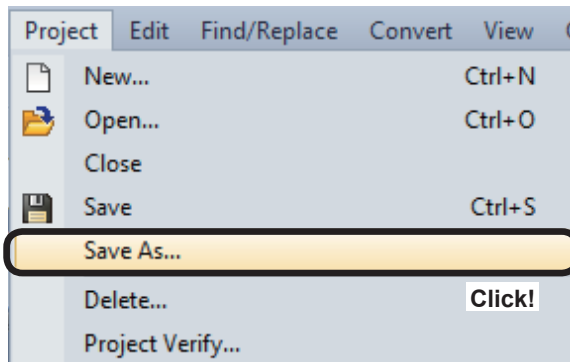 Project Edit Find/Replace Convert View
New... Ctrl+N
Open... Ctrl+O
Close
Save Ctrl+S
Save As...
Delete... Click!
Project Verify...